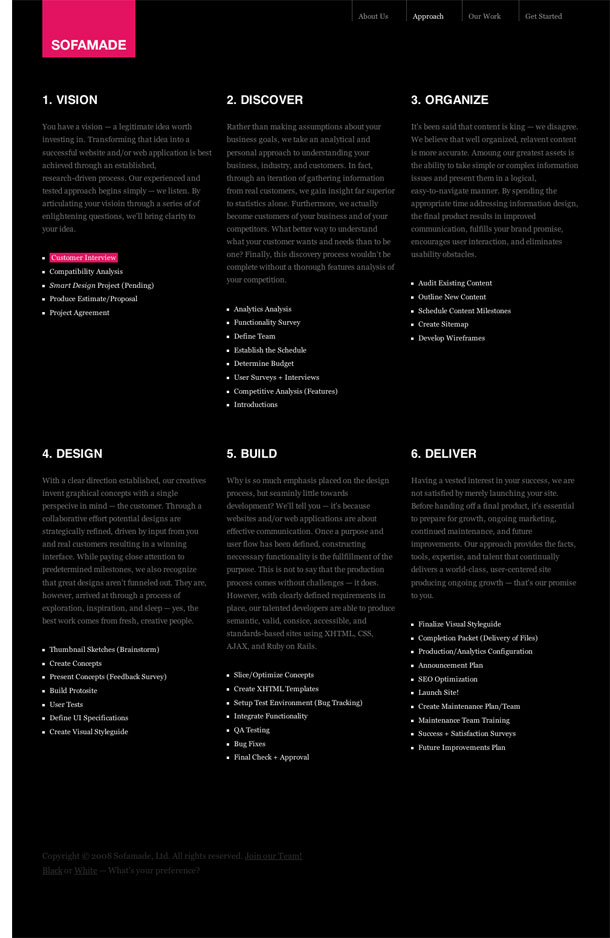 SOFAMADE
About Us
Approach
Our Work
Get Started
1. VISION
You have a vision — a legitimate idea worth
investing in. Transforming that idea into a
successful website and/or web application is best
achieved through an established,
research-driven process. Our experienced and
tested approach begins simply — we listen. By
articulating your visioin through a series of of
enlightening questions, we'll bring clarity to
your idea.
Customer Interview
Compatibility Analysis
Smart Design Project (Pending)
Produce Estimate/Proposal
Project Agreement
2. DISCOVER
Rather than making assumptions about your
business goals, we take an analytical and
personal approach to understanding your
business, industry, and customers. In fact,
through an iteration of gathering information
from real customers, we gain insight far superior
to statistics alone. Furthermore, we actually
become customers of your business and of your
competitors. What better way to understand
what your customer wants and needs than to be
one? Finally, this discovery process wouldn't be
complete without a thorough features analysis of
your competition.
Analytics Analysis
Functionality Survey
Define Team
Establish the Schedule
Determine Budget
User Surveys + Interviews
Competitive Analysis (Features)
Introductions
3. ORGANIZE
It's been said that content is king — we disagree.
We believe that well organized, relavent content
is more accurate. Amoung our greatest assets is
the ability to take simple or complex information
issues and present them in a logical,
easy-to-navigate manner. By spending the
appropriate time addressing information design,
the final product results in improved
communication, fulfills your brand promise,
encourages user interaction, and eliminates
usability obstacles.
Audit Existing Content
Outline New Content
Schedule Content Milestones
Create Sitemap
Develop Wireframes
4. DESIGN
With a clear direction established, our creatives
invent graphical concepts with a single
perspecive in mind — the customer. Through a
collaborative effort potential designs are
strategically refined, driven by input from you
and real customers resulting in a winning
interface. While paying close attention to
predetermined milestones, we also recognize
that great designs aren't funneled out. They are,
however, arrived at through a process of
exploration, inspiration, and sleep — yes, the
best work comes from fresh, creative people.
Thumbnail Sketches (Brainstorm)
Create Concepts
Present Concepts (Feedback Survey)
Build Protosite
User Tests
Define UI Specifications
Create Visual Styleguide
5. BUILD
Why is so much emphasis placed on the design
process, but seaminly little towards
development? We'll tell you — it's because
websites and/or web applications are about
effective communication. Once a purpose and
user flow has been defined, constructing
neccessary functionality is the fullfillment of the
purpose. This is not to say that the production
process comes without challenges — it does.
However, with clearly defined requirements in
place, our talented developers are able to produce
semantic, valid, consice, accessible, and
standards-based sites using XHTML, CSS,
AJAX, and Ruby on Rails.
Slice/Optimize Concepts
Create XHTML Templates
Setup Test Environment (Bug Tracking)
Integrate Functionality
QA Testing
Bug Fixes
Final Check + Approval
6. DELIVER
Having a vested interest in your success, we are
not satisfied by merely launching your site.
Before handing off a final product, it's essential
to prepare for growth, ongoing marketing,
continued maintenance, and future
improvements. Our approach provides the facts,
tools, expertise, and talent that continually
delivers a world-class, user-centered site
producing ongoing growth — that's our promise
to you.
Finalize Visual Styleguide
Completion Packet (Delivery of Files)
Production/Analytics Configuration
Announcement Plan
SEO Optimization
Launch Site!
Create Maintenance Plan/Team
Maintenance Team Training
Success + Satisfaction Surveys
Future Improvements Plan
Copyright © 2008 Sofamade, Ltd. All rights reserved. Join our Team!
Black or White — What's your preference?